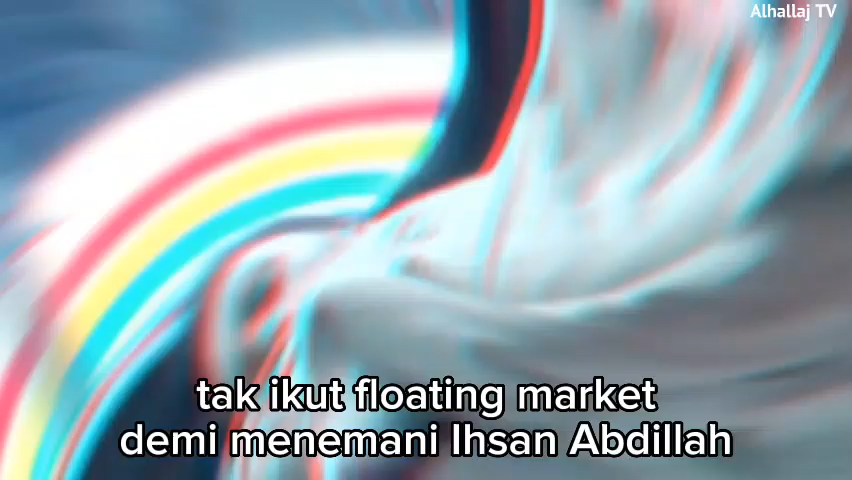 Alhallaj TV
tak ikut floating market
demi menemani Ihsan Abdillah